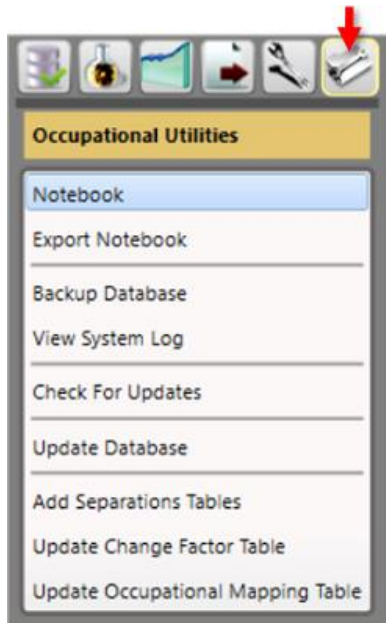 Occupational Utilities
Notebook
Export Notebook
Backup Database
View System Log
Check For Updates
Update Database
Add Separations Tables
Update Change Factor Table
Update Occupational Mapping Table